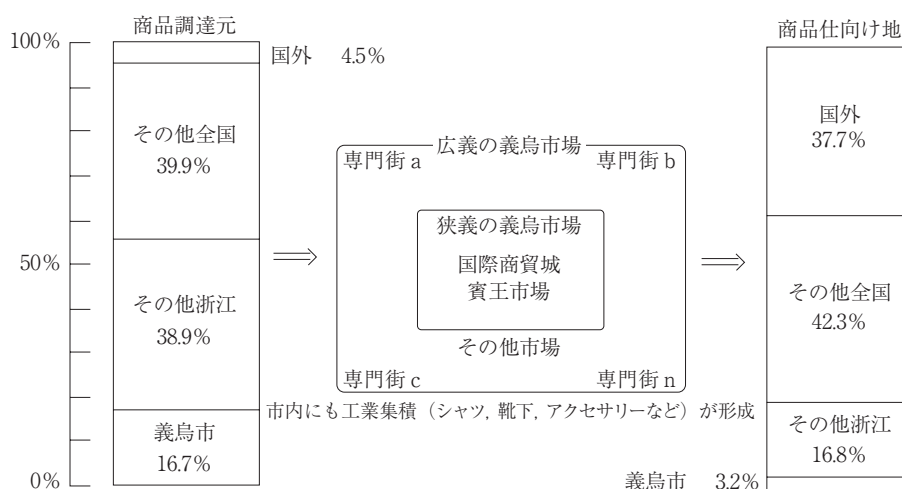 商品調達元
商品仕向け地
100%
50%
0%
国外 4.5%
その他全国
39.9%
その他浙江
38.9%
義烏市
16.7%
広義の義烏市場
専門街 a
専門街 b
狭義の義烏市場
国際商貿城
賓王市場
その他市場
専門街 c
専門街 n
市内にも工業集積(シャツ, 靴下, アクセサリーなど)が形成
国外
37.7%
その他全国
42.3%
その他浙江
16.8%
義烏市 3.2%